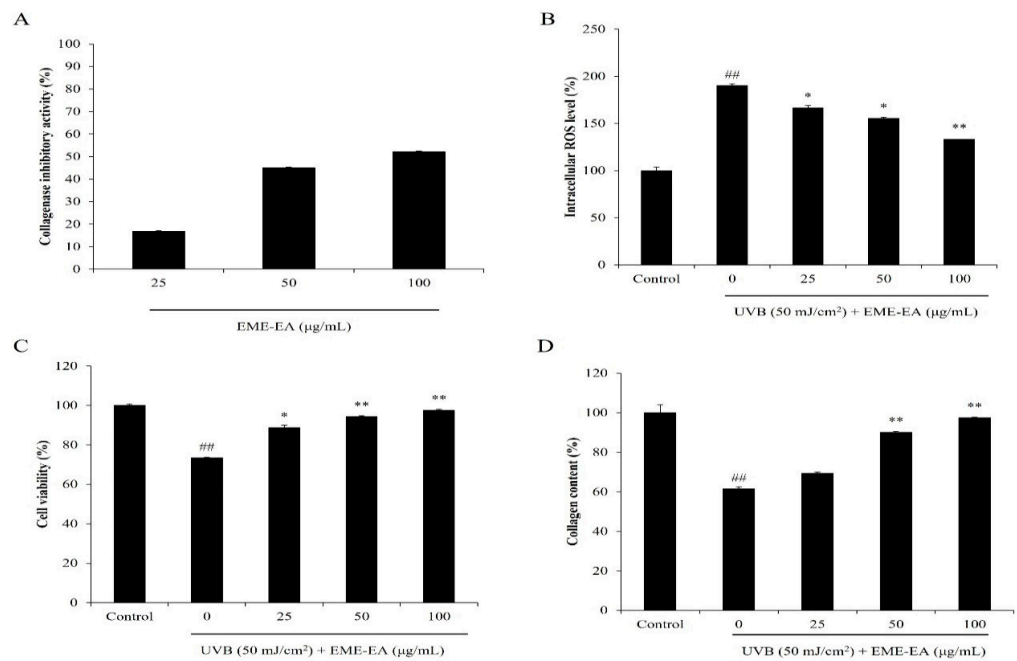 A
Collagenase inhibitory activity (%)
100
90
80
70
60
50
40
30
20
10
0
25 50 100
EME-EA (μg/mL)
B
Intracellular ROS level (%)
250
200
150
100
50
0
## * * **
Control 0 25 50 100
UVB (50 mJ/cm²) + EME-EA (μg/mL)
C
Cell viability (%)
120
100
80
60
40
20
0
## * ** **
Control 0 25 50 100
UVB (50 mJ/cm²) + EME-EA (μg/mL)
D
Collagen content (%)
120
100
80
60
40
20
0
## ** **
Control 0 25 50 100
UVB (50 mJ/cm²) + EME-EA (μg/mL)